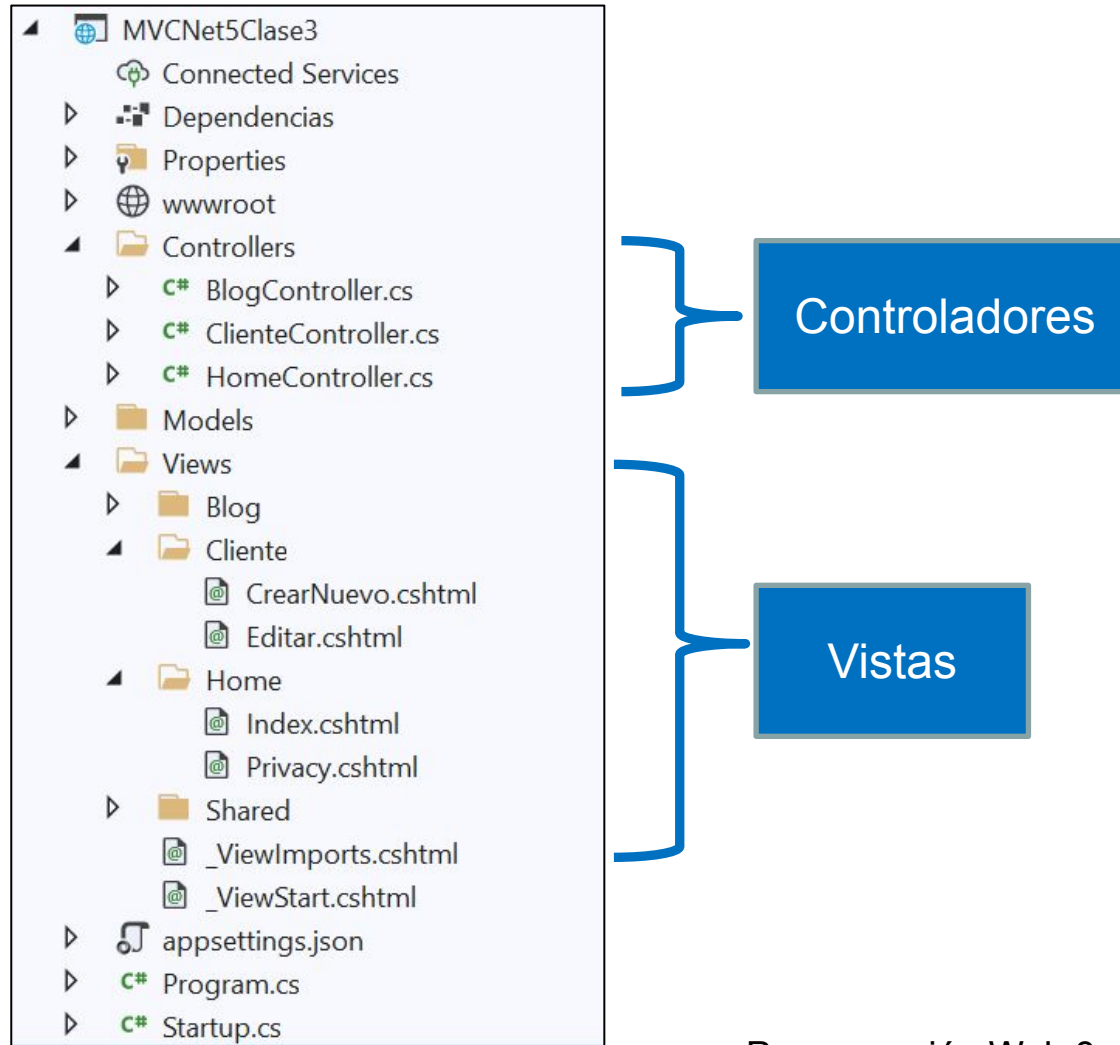 MVCNet5Clase3
Connected Services
Dependencias
Properties
wwwroot
Controllers
C# BlogController.cs
C# ClienteController.cs
C# HomeController.cs
Models
Views
Blog
Cliente
CrearNuevo.cshtml
Editar.cshtml
Home
Index.cshtml
Privacy.cshtml
Shared
_ViewImports.cshtml
_ViewStart.cshtml
appsettings.json
C# Program.cs
C# Startup.cs
Controladores
Vistas